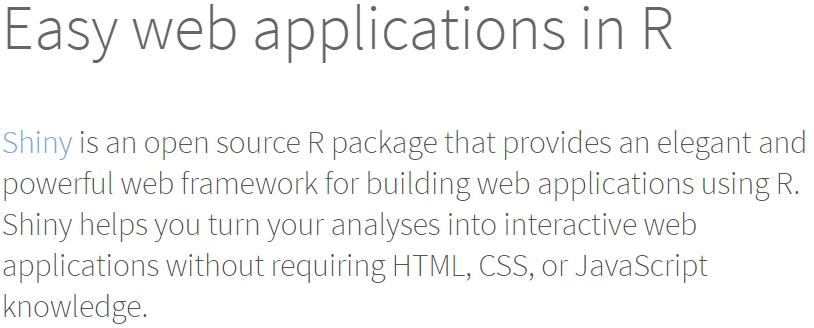 Easy web applications in R
Shiny is an open source R package that provides an elegant and
powerful web framework for building web applications using R.
Shiny helps you turn your analyses into interactive web
applications without requiring HTML, CSS, or JavaScript
knowledge.